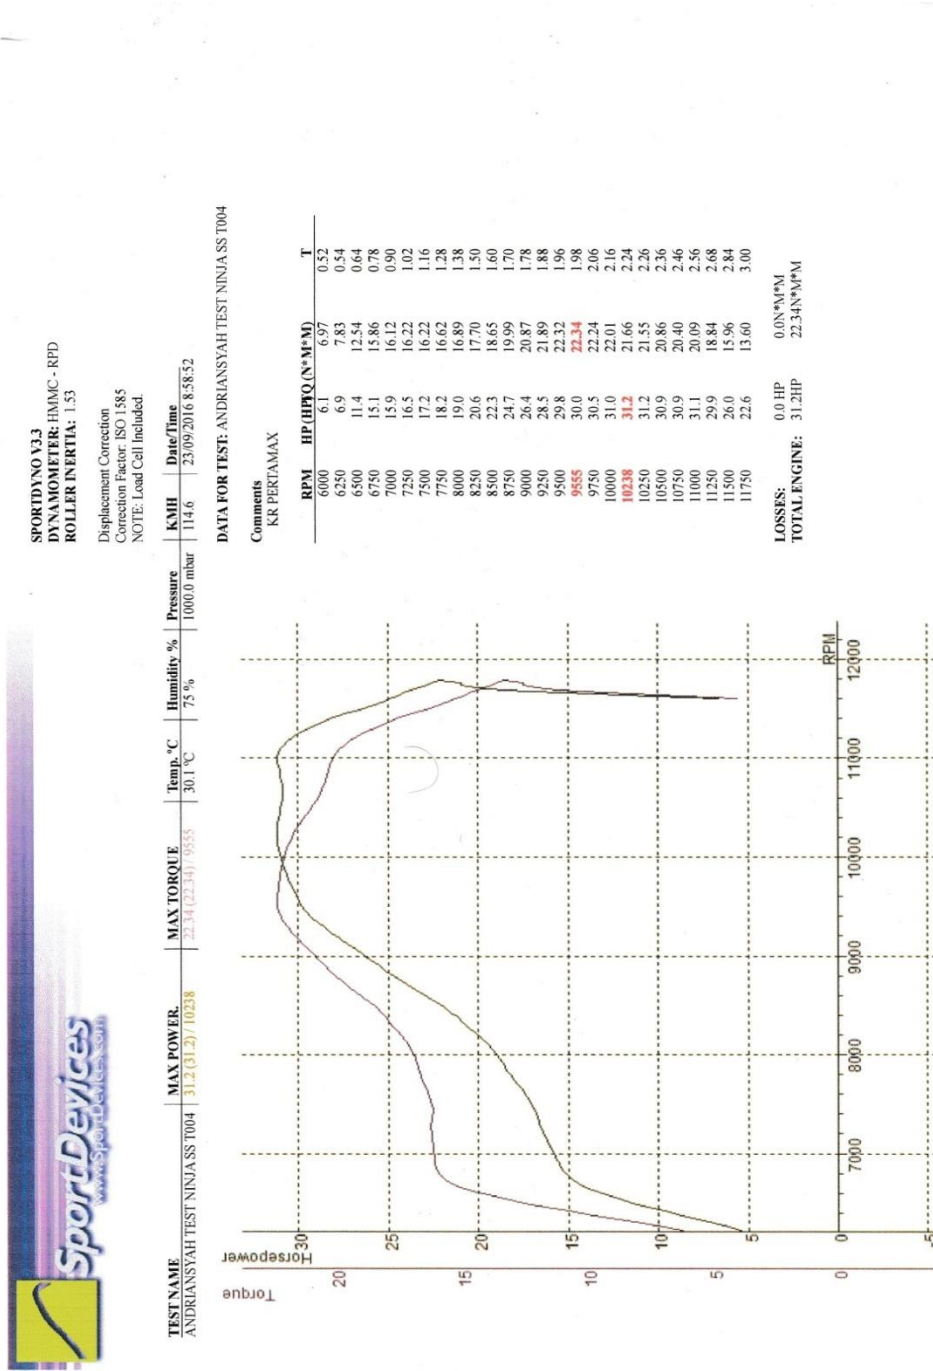 SportDevices
www.SportDevices.com
SPORTDYNO V3.3
DYNAMOMETER: HMMC - RPD
ROLLER INERTIA: 1.53
Displacement Correction
Correction Factor: ISO 1585
NOTE: Load Cell Included.
TEST NAME MAX POWER. MAX TORQUE Temp. °C Humidity % Pressure KMH Date/Time
ANDRIANSYAH TEST NINJA SS T004 31.2 (31.2) / 10238 22.34 (22.34) / 9555 30.1 °C 75 % 1000.0 mbar 114.6 23/09/2016 8:58:52
DATA FOR TEST: ANDRIANSYAH TEST NINJA SS T004
Comments
KR PERTAMAX
RPM HP (HP)TQ (N*M*M) T
6000 6.1 6.97 0.52
6250 6.9 7.83 0.54
6500 11.4 12.54 0.64
6750 15.1 15.86 0.78
7000 15.9 16.12 0.90
7250 16.5 16.22 1.02
7500 17.2 16.22 1.16
7750 18.2 16.62 1.28
8000 19.0 16.89 1.38
8250 20.6 17.70 1.50
8500 22.3 18.65 1.60
8750 24.7 19.99 1.70
9000 26.4 20.87 1.78
9250 28.5 21.89 1.88
9500 29.8 22.32 1.96
9555 30.0 22.34 1.98
9750 30.5 22.24 2.06
10000 31.0 22.01 2.16
10238 31.2 21.66 2.24
10250 31.2 21.55 2.26
10500 30.9 20.86 2.36
10750 30.9 20.40 2.46
11000 31.1 20.09 2.56
11250 29.9 18.84 2.68
11500 26.0 15.96 2.84
11750 22.6 13.60 3.00
LOSSES: 0.0 HP 0.0N*M*M
TOTAL ENGINE: 31.2HP 22.34N*M*M
Torque
Horsepower
20
15
10
5
0
30
25
20
15
10
5
0
-5
7000 8000 9000 10000 11000 12000
RPM